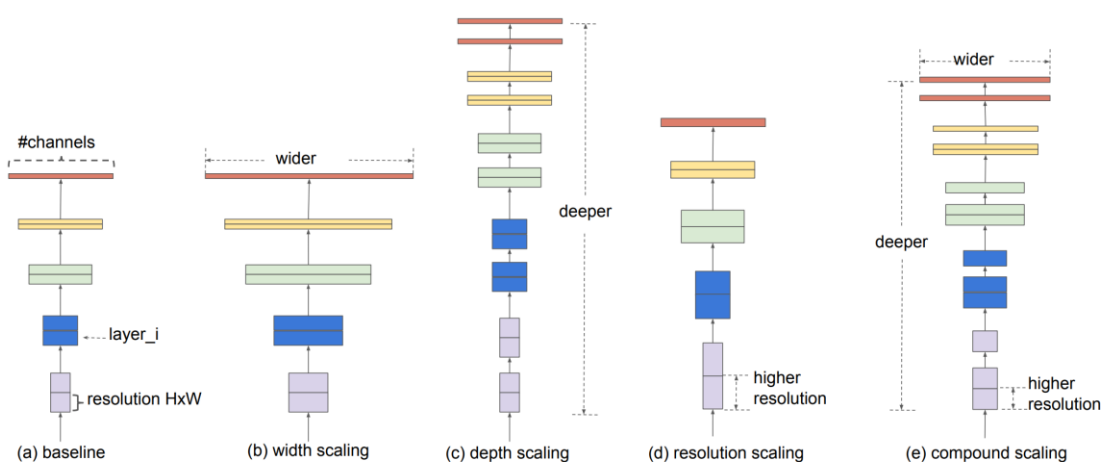 #channels
layer_i
resolution HxW
(a) baseline
wider
(b) width scaling
deeper
(c) depth scaling
higher
resolution
(d) resolution scaling
wider
deeper
higher
resolution
(e) compound scaling